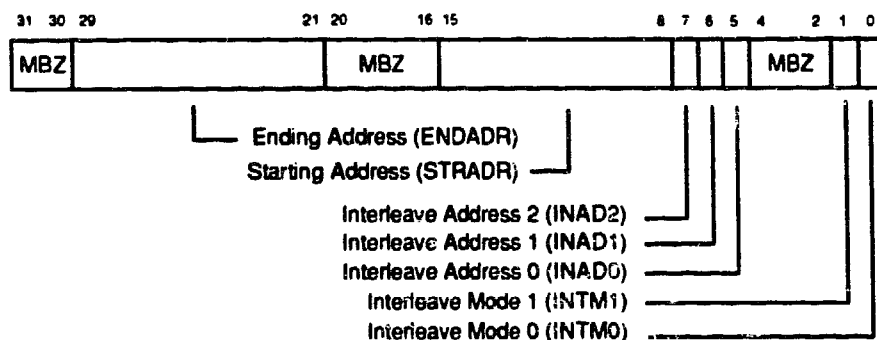 31 30 29 21 20 16 15 8 7 6 5 4 2 1 0
MBZ MBZ MBZ
Ending Address (ENDADR)
Starting Address (STRADR)
Interleave Address 2 (INAD2)
Interleave Address 1 (INAD1)
Interleave Address 0 (INAD0)
Interleave Mode 1 (INTM1)
Interleave Mode 0 (INTM0)